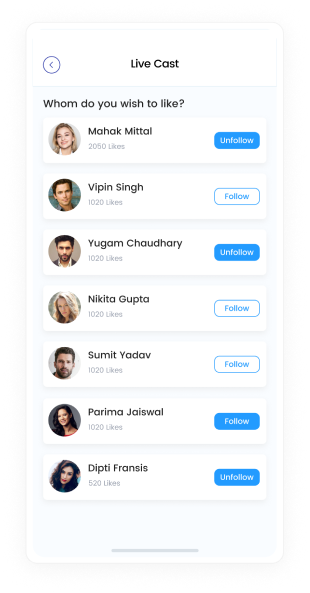 Live Cast
Whom do you wish to like?
Mahak Mittal
2050 Likes
Unfollow
Vipin Singh
1020 Likes
Follow
Yugam Chaudhary
1020 Likes
Unfollow
Nikita Gupta
1020 Likes
Follow
Sumit Yadav
1020 Likes
Follow
Parima Jaiswal
1020 Likes
Follow
Dipti Fransis
520 Likes
Unfollow